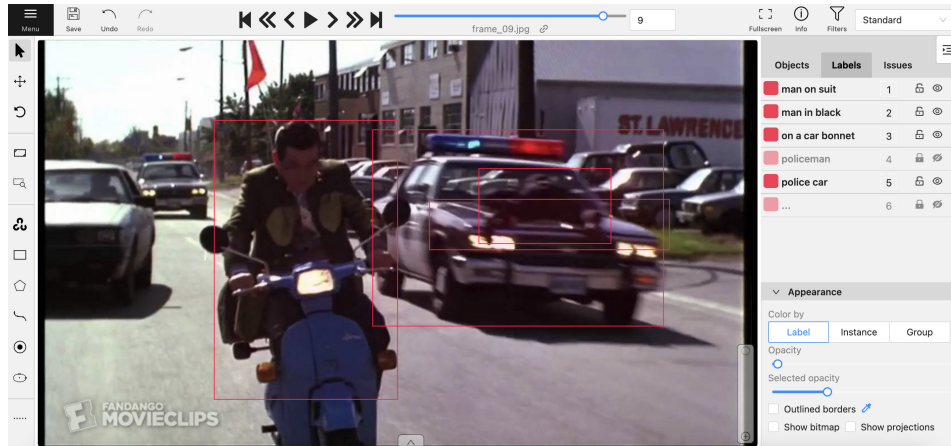 Menu
Save
Undo
Redo
frame_09.jpg
9
Fullscreen
Info
Filters
Standard
Objects
Labels
Issues
man on suit 1
man in black 2
on a car bonnet 3
policeman 4
police car 5
... 6
ST. LAWRENCE
FANDANGO
MOVIECLIPS
Appearance
Color by
Label
Instance
Group
Opacity
Selected opacity
Outlined borders
Show bitmap
Show projections